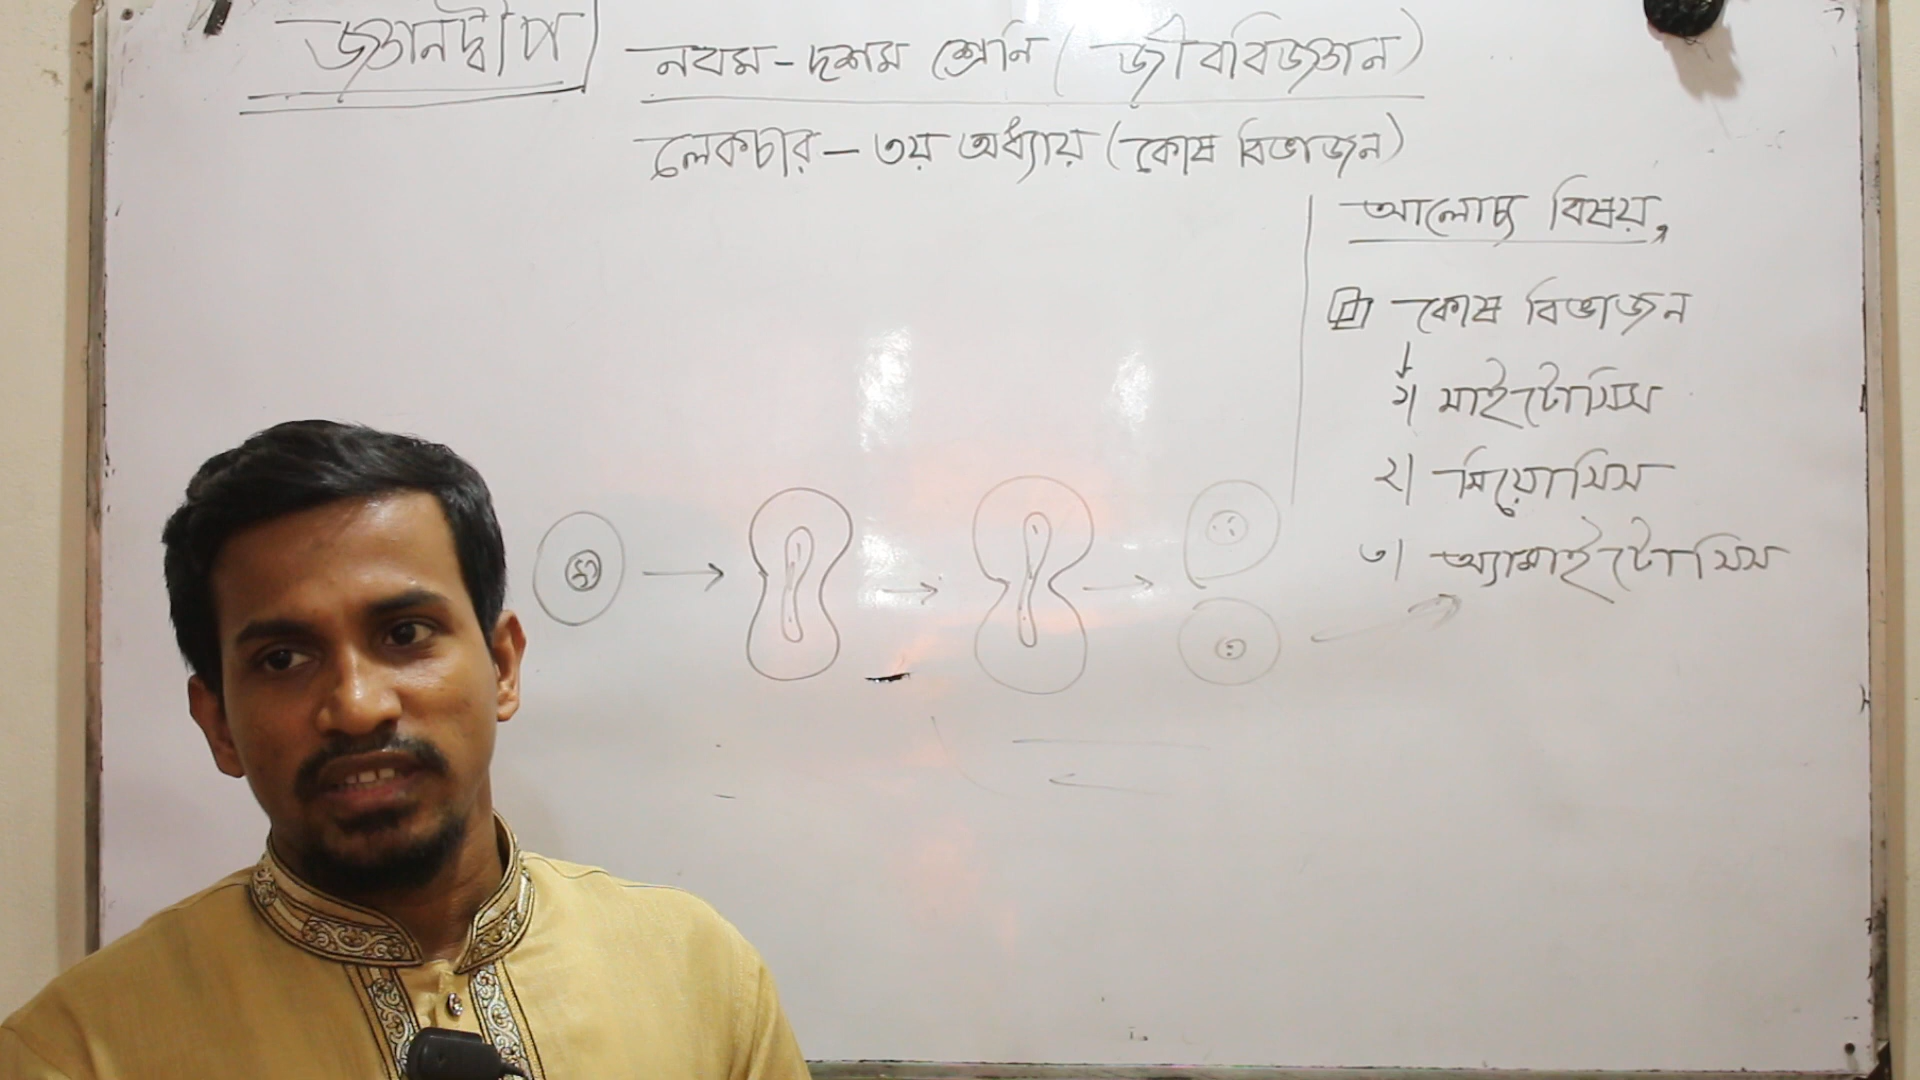 জ্ঞানদ্বীপ
নবম-দশম শ্রেনি (জীববিজ্ঞান)
লেকচার - ৩য় অধ্যায় (কোষ বিভাজন)
আলোচ্য বিষয়,
কোষ বিভাজন
১। মাইটোসিস
২। মিয়োসিস
৩। অ্যামাইটোসিস